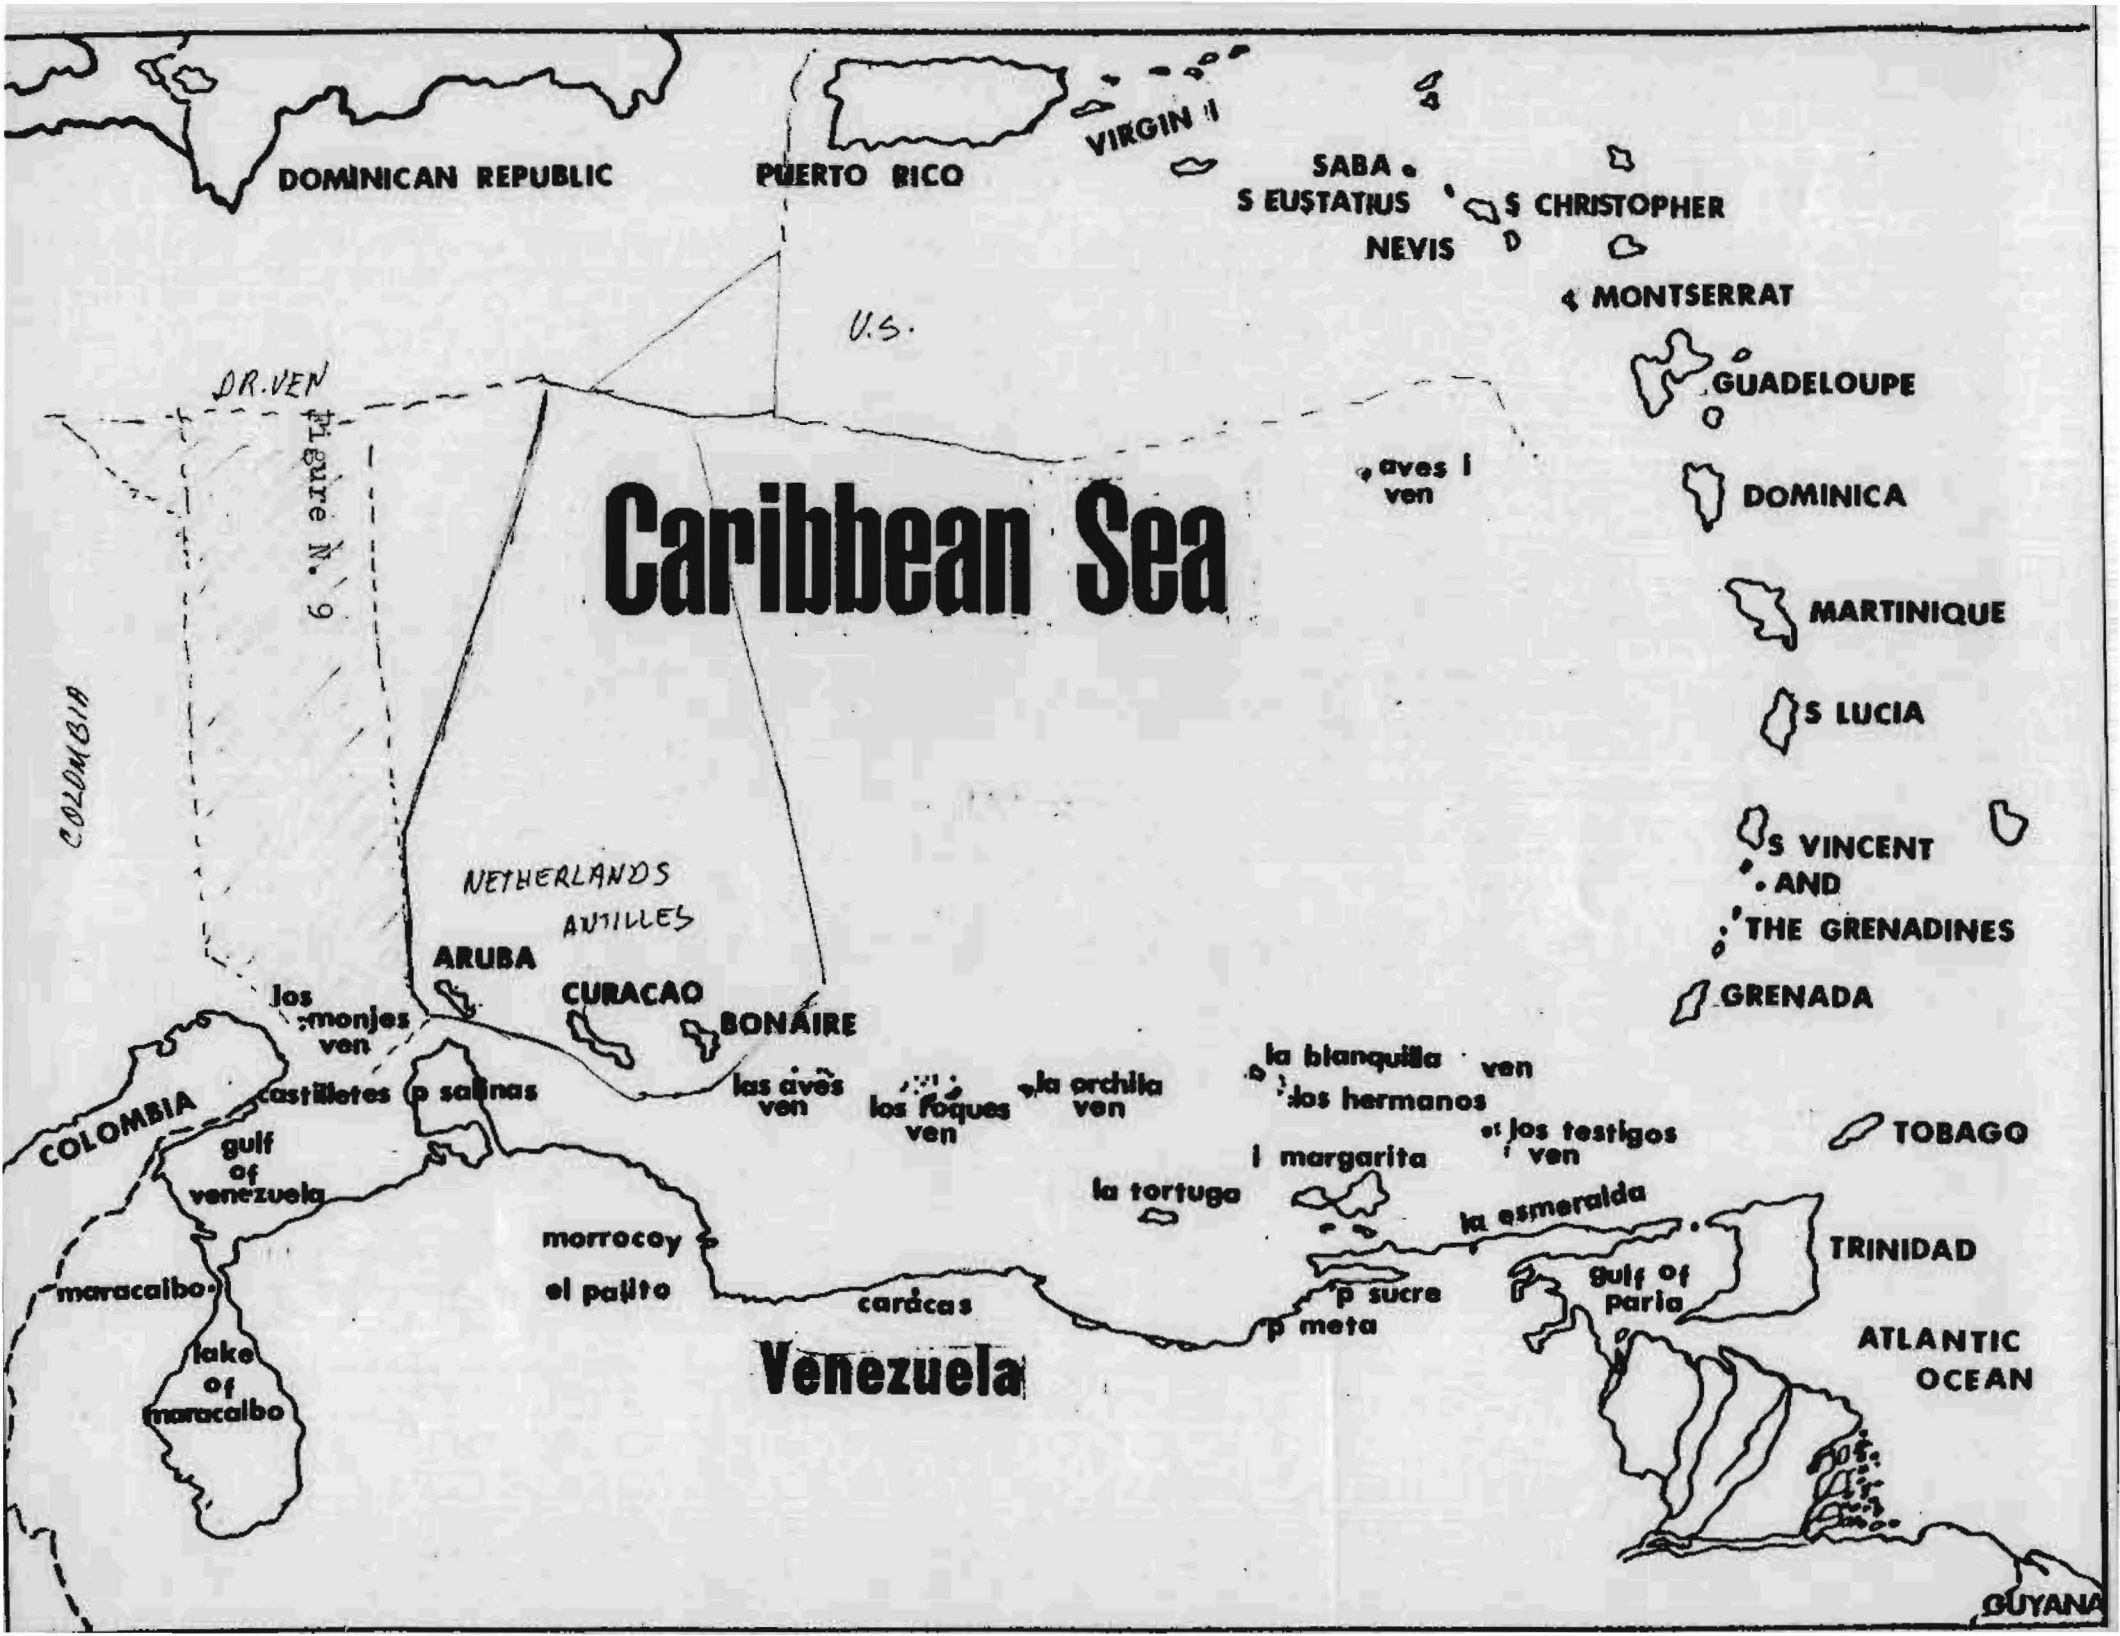 DOMINICAN REPUBLIC
PUERTO RICO
VIRGIN I
SABA
S EUSTATIUS
S CHRISTOPHER
NEVIS
MONTSERRAT
U.S.
GUADELOUPE
DR.VEN
Figure N. 9
aves i
ven
DOMINICA
Caribbean Sea
MARTINIQUE
S LUCIA
COLOMBIA
S VINCENT
AND
THE GRENADINES
NETHERLANDS
ANTILLES
ARUBA
CURACAO
BONAIRE
GRENADA
los
monjes
ven
castilletes
p salinas
las aves
ven
los roques
ven
la orchila
ven
la blanquilla
ven
los hermanos
los testigos
ven
TOBAGO
COLOMBIA
gulf
of
venezuela
i margarita
la tortuga
la esmeralda
morrocoy
el palito
TRINIDAD
gulf of
paria
maracaibo
caracas
p sucre
p meta
ATLANTIC
OCEAN
lake
of
maracaibo
Venezuela
GUYANA